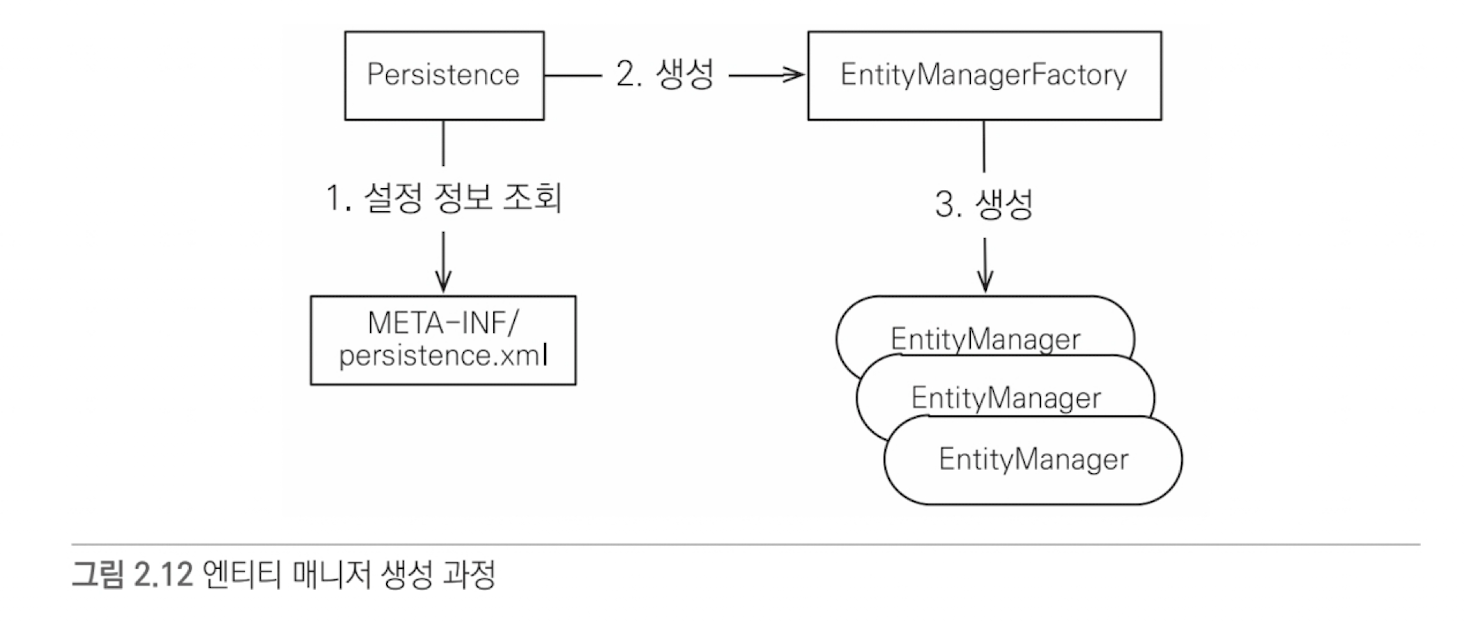 Persistence
2. 생성
EntityManagerFactory
1. 설정 정보 조회
3. 생성
META-INF/
persistence.xml
EntityManager
EntityManager
EntityManager
그림 2.12 엔티티 매니저 생성 과정